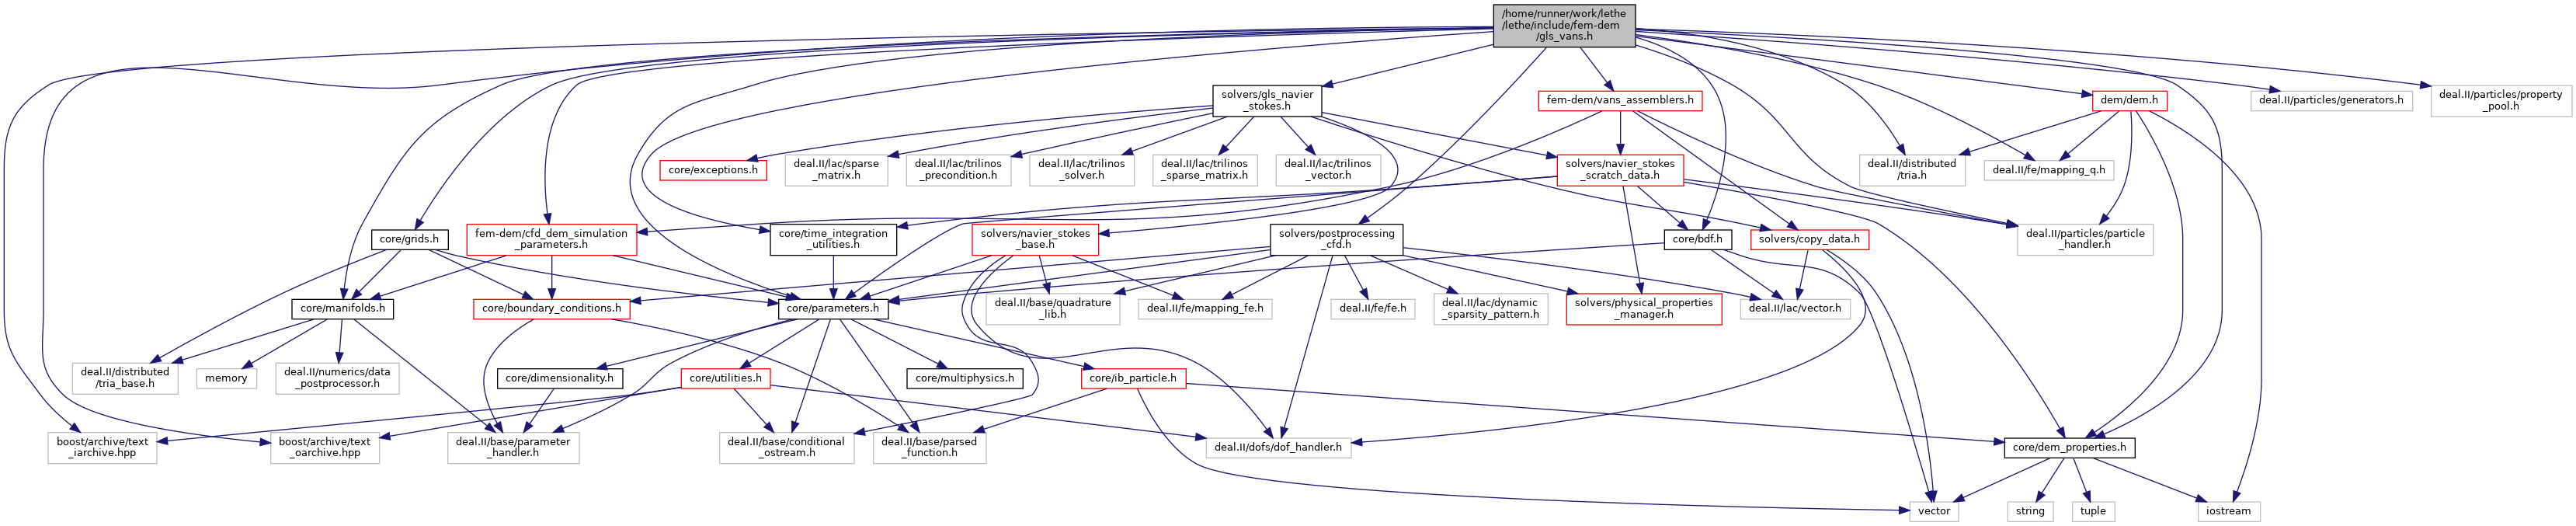 /home/runner/work/lethe
/lethe/include/fem-dem
/gls_vans.h
solvers/gls_navier
_stokes.h
fem-dem/vans_assemblers.h
dem/dem.h
deal.II/particles/generators.h
deal.II/particles/property
_pool.h
core/exceptions.h
deal.II/lac/sparse
_matrix.h
deal.II/lac/trilinos
_precondition.h
deal.II/lac/trilinos
_solver.h
deal.II/lac/trilinos
_sparse_matrix.h
deal.II/lac/trilinos
_vector.h
solvers/navier_stokes
_scratch_data.h
deal.II/distributed
/tria.h
deal.II/fe/mapping_q.h
core/grids.h
fem-dem/cfd_dem_simulation
_parameters.h
core/time_integration
_utilities.h
solvers/navier_stokes
_base.h
solvers/postprocessing
_cfd.h
core/bdf.h
solvers/copy_data.h
deal.II/particles/particle
_handler.h
core/manifolds.h
core/boundary_conditions.h
core/parameters.h
deal.II/base/quadrature
_lib.h
deal.II/fe/mapping_fe.h
deal.II/fe/fe.h
deal.II/lac/dynamic
_sparsity_pattern.h
solvers/physical_properties
_manager.h
deal.II/lac/vector.h
deal.II/distributed
/tria_base.h
memory
deal.II/numerics/data
_postprocessor.h
core/dimensionality.h
core/utilities.h
core/multiphysics.h
core/ib_particle.h
boost/archive/text
_iarchive.hpp
boost/archive/text
_oarchive.hpp
deal.II/base/parameter
_handler.h
deal.II/base/conditional
_ostream.h
deal.II/base/parsed
_function.h
deal.II/dofs/dof_handler.h
core/dem_properties.h
vector
string
tuple
iostream